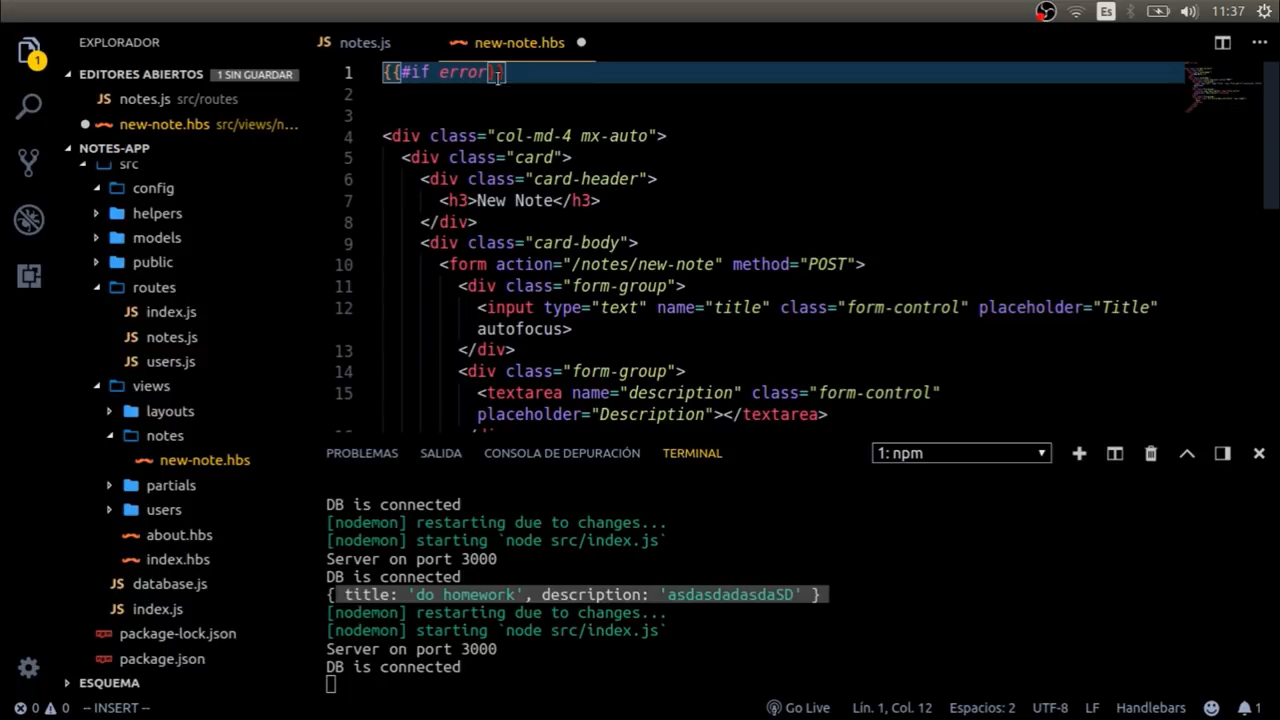 Es 11:37
EXPLORADOR
notes.js
new-note.hbs
1
EDITORES ABIERTOS 1 SIN GUARDAR
notes.js src/routes
new-note.hbs src/views/n...
NOTES-APP
src
config
helpers
models
public
routes
index.js
notes.js
users.js
views
layouts
notes
new-note.hbs
partials
users
about.hbs
index.hbs
database.js
index.js
package-lock.json
package.json
ESQUEMA
1 {{#if error}}
2
3
4 <div class="col-md-4 mx-auto">
5 <div class="card">
6 <div class="card-header">
7 <h3>New Note</h3>
8 </div>
9 <div class="card-body">
10 <form action="/notes/new-note" method="POST">
11 <div class="form-group">
12 <input type="text" name="title" class="form-control" placeholder="Title"
autofocus>
13 </div>
14 <div class="form-group">
15 <textarea name="description" class="form-control"
placeholder="Description"></textarea>
PROBLEMAS SALIDA CONSOLA DE DEPURACIÓN TERMINAL 1: npm
DB is connected
[nodemon] restarting due to changes...
[nodemon] starting `node src/index.js`
Server on port 3000
DB is connected
{ title: 'do homework', description: 'asdasdadasdaSD' }
[nodemon] restarting due to changes...
[nodemon] starting `node src/index.js`
Server on port 3000
DB is connected
0 0 -- INSERT -- Go Live Lín. 1, Col. 12 Espacios: 2 UTF-8 LF Handlebars 1